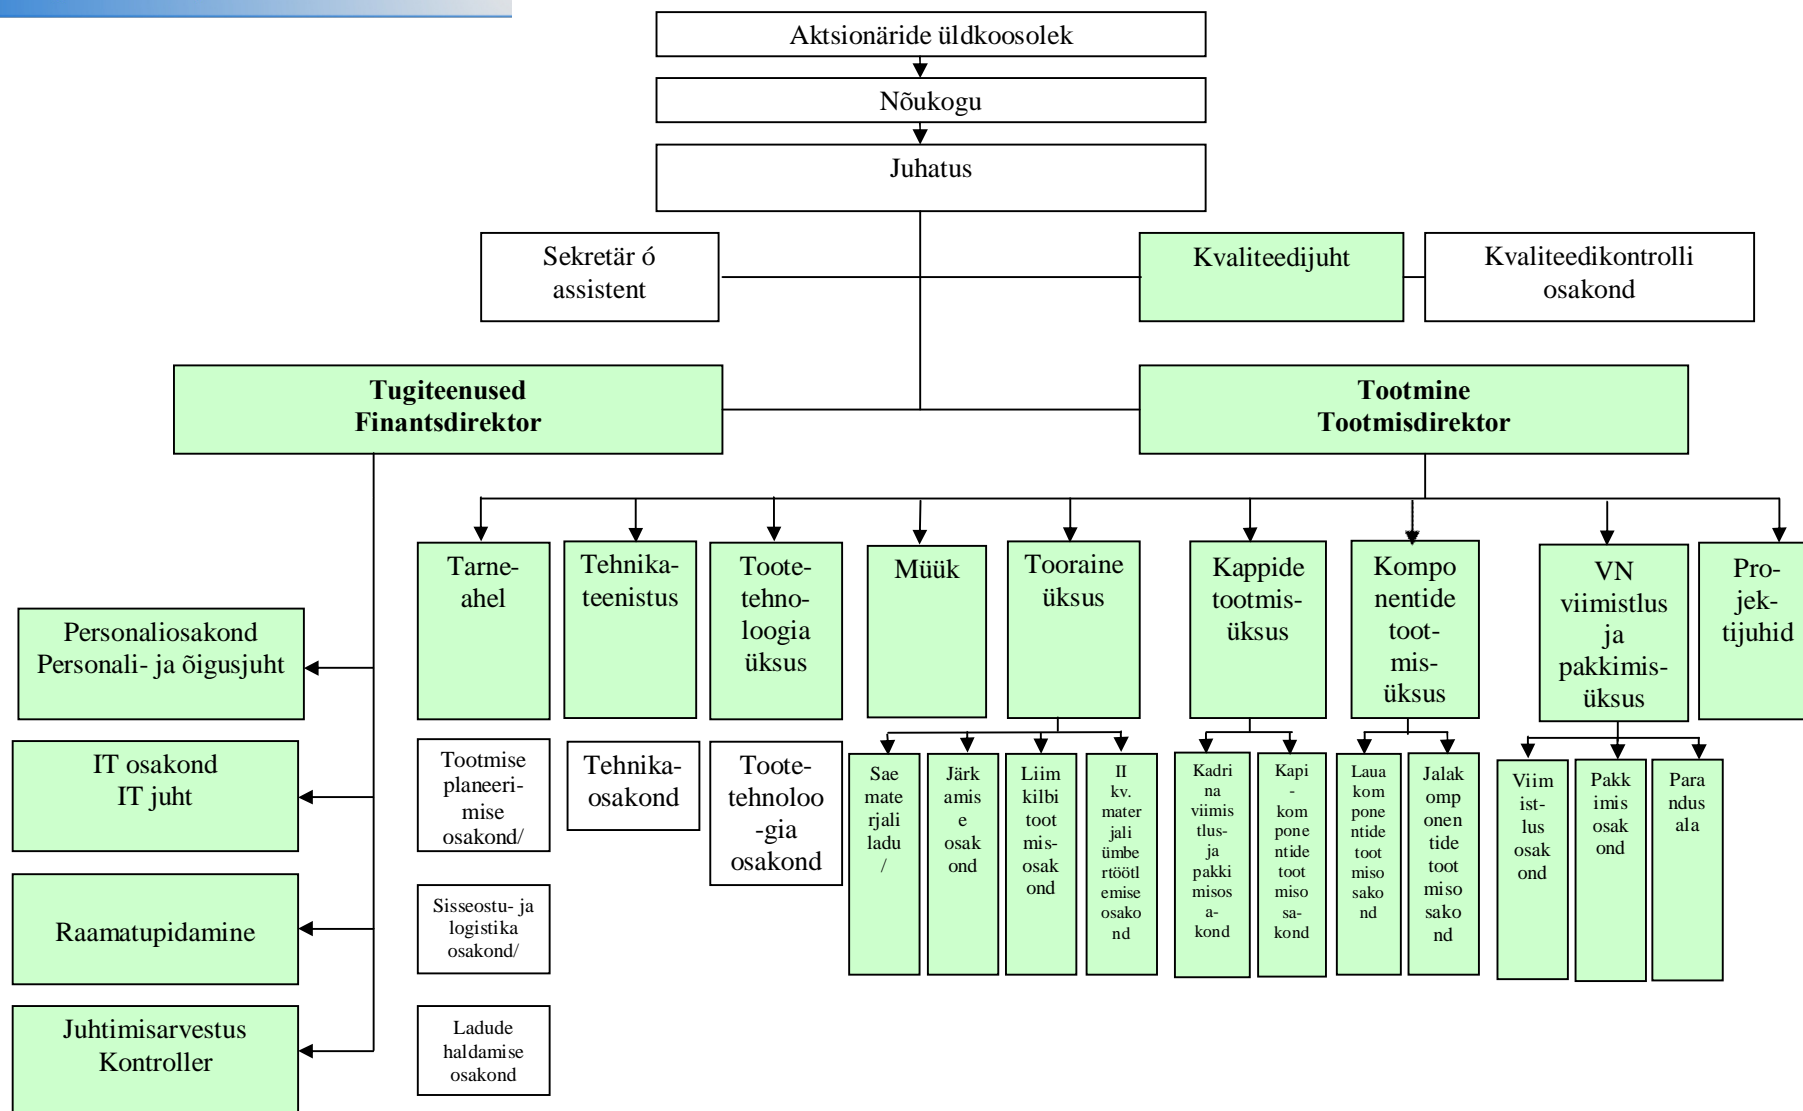 Aktsionäride üldkoosolek
Nõukogu
Juhatus
Sekretär ó
assistent
Kvaliteedijuht
Kvaliteedikontrolli
osakond
Tugiteenused
Finantsdirektor
Tootmine
Tootmisdirektor
Tarne-
ahel
Tehnika-
teenistus
Toote-
tehno-
loogia
üksus
Müük
Tooraine
üksus
Kappide
tootmis-
üksus
Kompo
nentide
toot-
mis-
üksus
VN
viimistlus
ja
pakkimis-
üksus
Pro-
jek-
tijuhid
Personaliosakond
Personali- ja õigusjuht
IT osakond
IT juht
Raamatupidamine
Juhtimisarvestus
Kontroller
Tootmise
planeeri-
mise
osakond/
Sisseostu- ja
logistika
osakond/
Ladude
haldamise
osakond
Tehnika-
osakond
Toote-
tehnoloo
-gia
osakond
Sae
mate
rjali
ladu
/
Järk
amis
e
osak
ond
Liim
kilbi
toot
mis-
osak
ond
II
kv.
mater
jali
ümbe
rtöötl
emise
osako
nd
Kadri
na
viimis
tlus-
ja
pakki
misos
a-
kond
Kapi
-
kom
pone
ntide
toot
miso
sa-
kond
Laua
kom
pone
ntide
toot
miso
sako
nd
Jalak
omp
onen
tide
toot
miso
sako
nd
Viim
ist-
lus
osak
ond
Pakk
imis
osak
ond
Para
ndus
ala